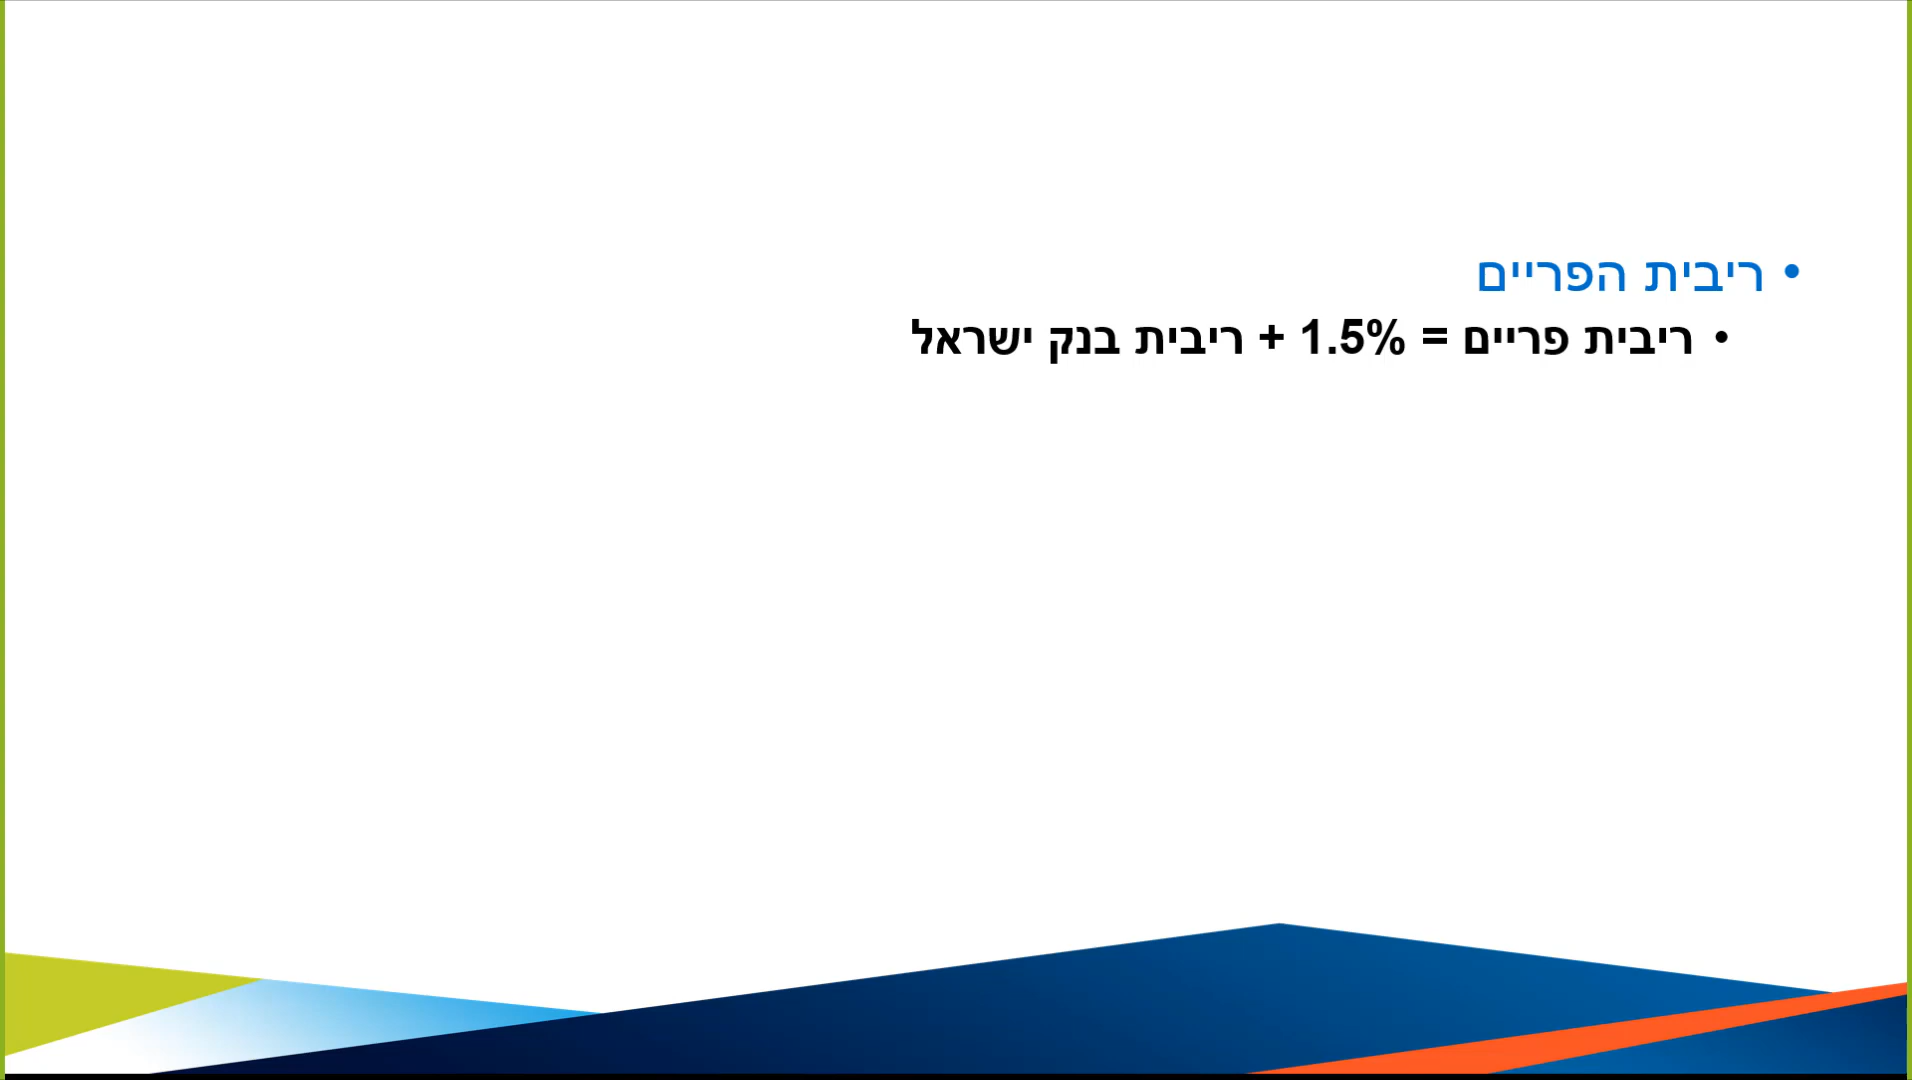 • ריבית הפריים
• ריבית פריים = 1.5% + ריבית בנק ישראל